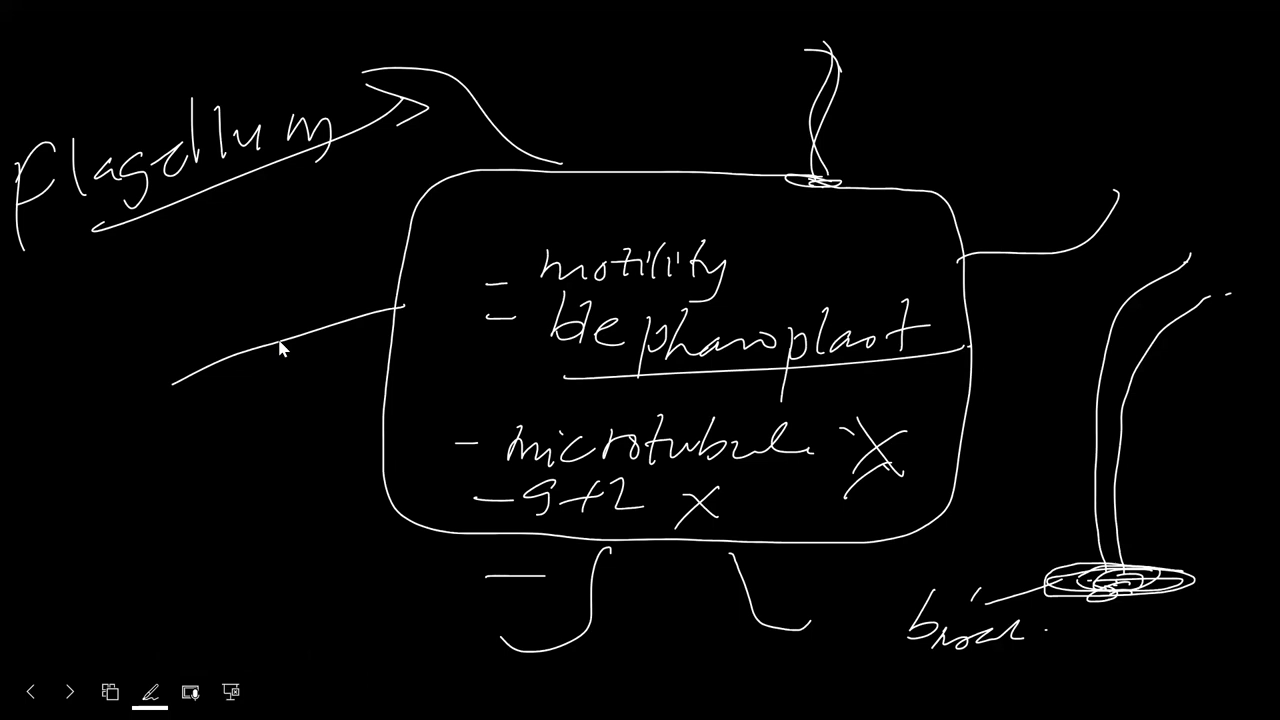 flagellum
= motility
= blepharoplast
- microtubule X
- 9+2 X
-